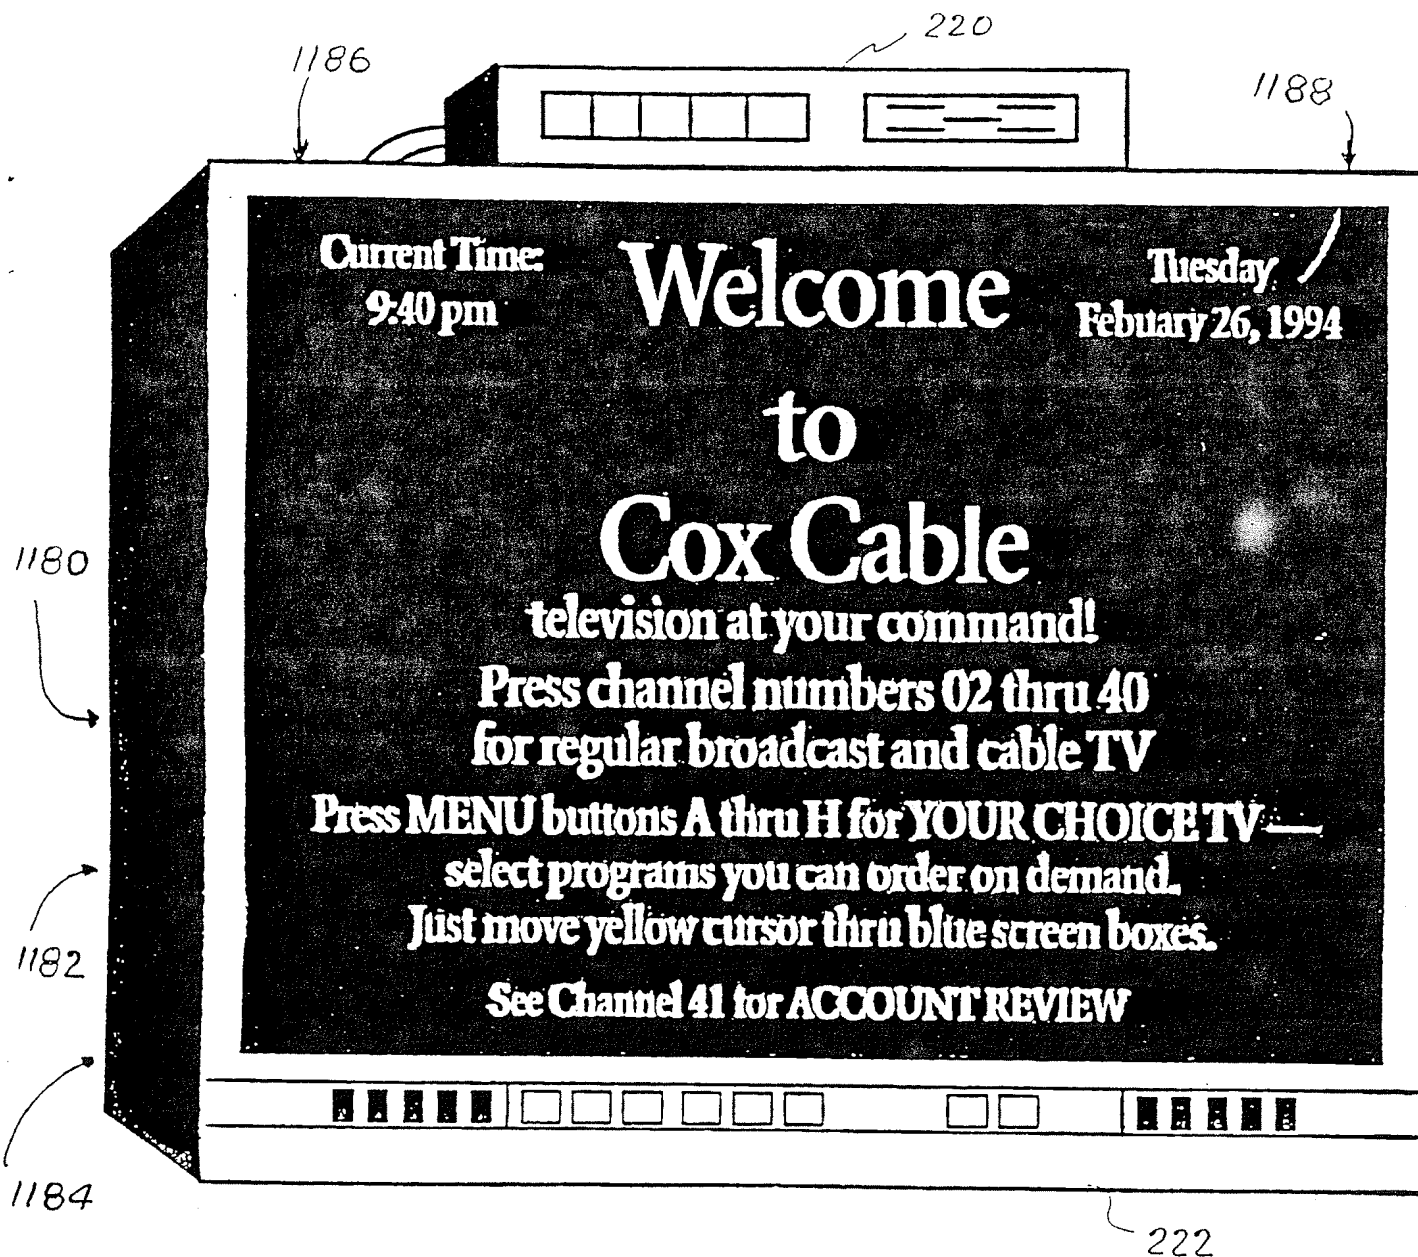 220
1186
1188
Current Time:
9:40 pm
Welcome
Tuesday
Febuary 26, 1994
to
Cox Cable
television at your command!
Press channel numbers 02 thru 40
for regular broadcast and cable TV
Press MENU buttons A thru H for YOUR CHOICE TV—
select programs you can order on demand.
Just move yellow cursor thru blue screen boxes.
See Channel 41 for ACCOUNT REVIEW
1180
1182
1184
222